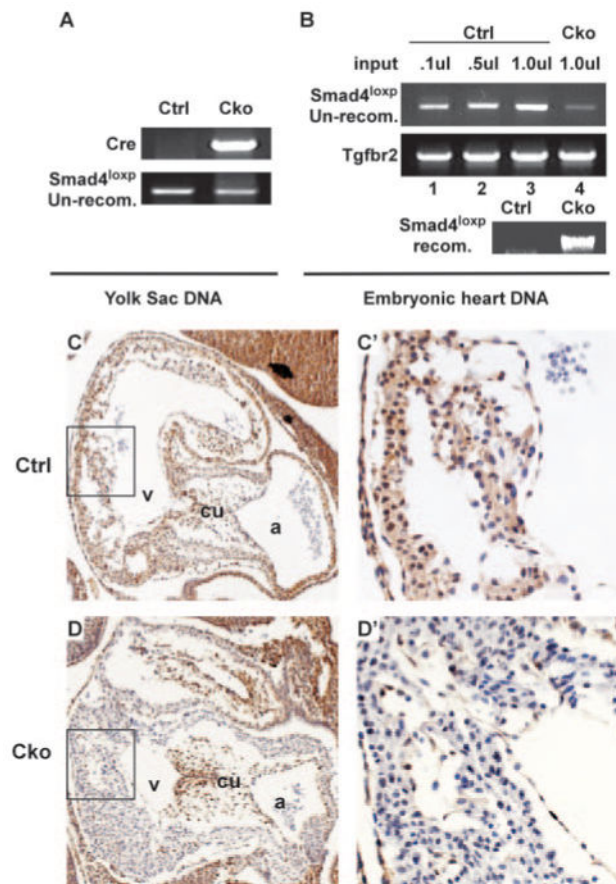 A
B
Ctrl
Cko
input
.1ul
.5ul
1.0ul
1.0ul
Ctrl
Cko
Cre
Smad4loxp
Un-recom.
Smad4loxp
Un-recom.
Tgfbr2
1
2
3
4
Ctrl
Cko
Smad4loxp
recom.
Yolk Sac DNA
Embryonic heart DNA
C
C'
Ctrl
v
cu
a
D
D'
Cko
v
cu
a